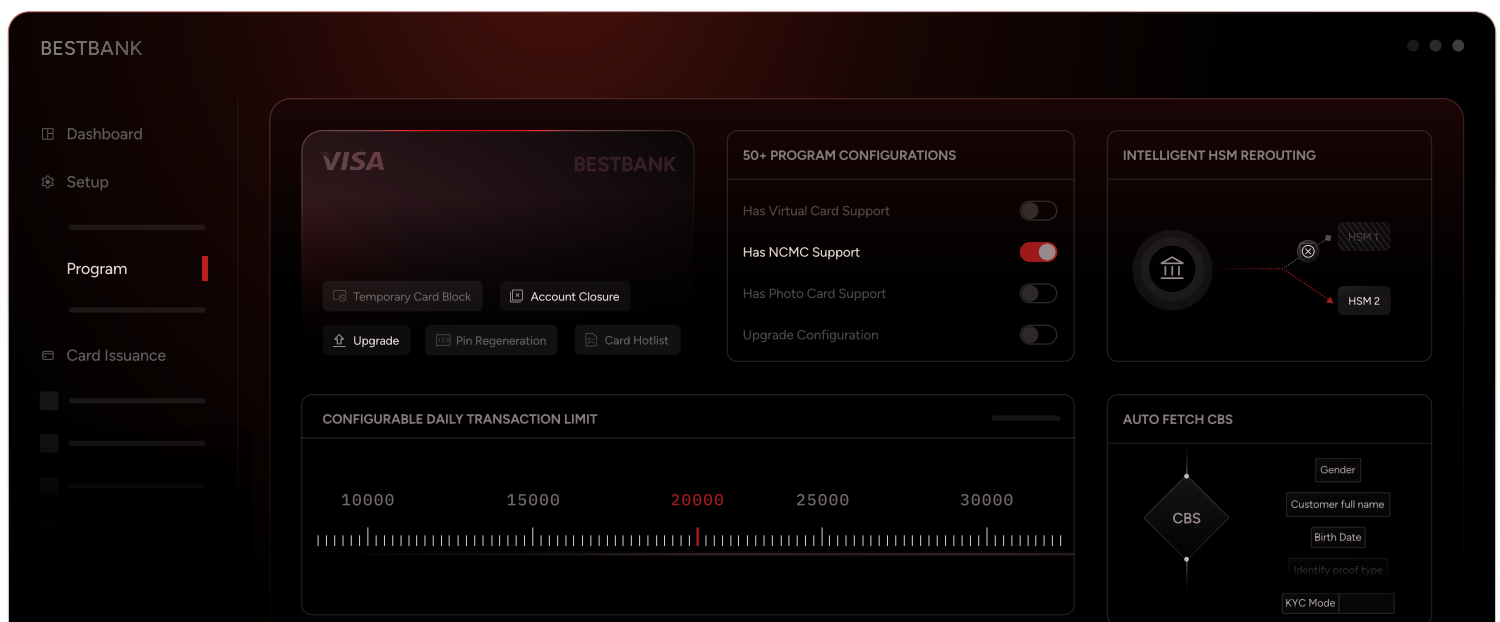 BESTBANK
Dashboard
Setup
Program
Card Issuance
VISA
BESTBANK
Temporary Card Block
Account Closure
Upgrade
123
Pin Regeneration
Card Hotlist
50+ PROGRAM CONFIGURATIONS
Has Virtual Card Support
Has NCMC Support
Has Photo Card Support
Upgrade Configuration
INTELLIGENT HSM REROUTING
HSM 1
HSM 2
CONFIGURABLE DAILY TRANSACTION LIMIT
10000 15000 20000 25000 30000
AUTO FETCH CBS
CBS
Gender
Customer full name
Birth Date
Identify proof type
KYC Mode